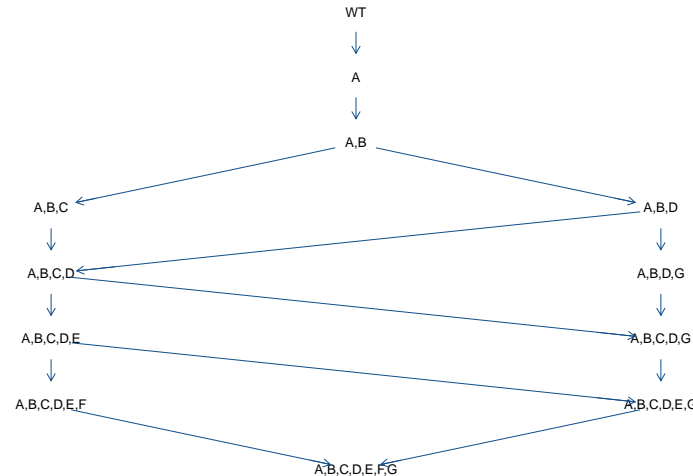 WT
A
A,B
A,B,C
A,B,D
A,B,C,D
A,B,D,G
A,B,C,D,E
A,B,C,D,G
A,B,C,D,E,F
A,B,C,D,E,G
A,B,C,D,E,F,G